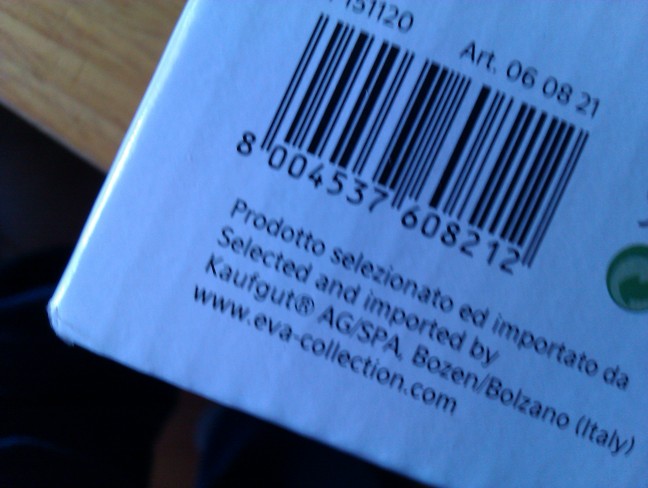 151120
Art. 06 08 21
8 004537 608212
Prodotto selezionato ed importato da
Selected and imported by
Kaufgut® AG/SPA, Bozen/Bolzano (Italy)
www.eva-collection.com